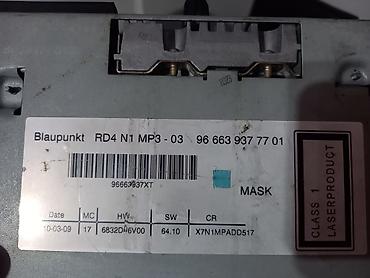 Blaupunkt RD4 N1 MP3 - 03 96 663 937 77 01
96663937XT
MASK
Date MC HW SW CR
10-03-09 17 6832D06V00 64.10 X7N1MPADD517
CLASS 1
LASERPRODUCT